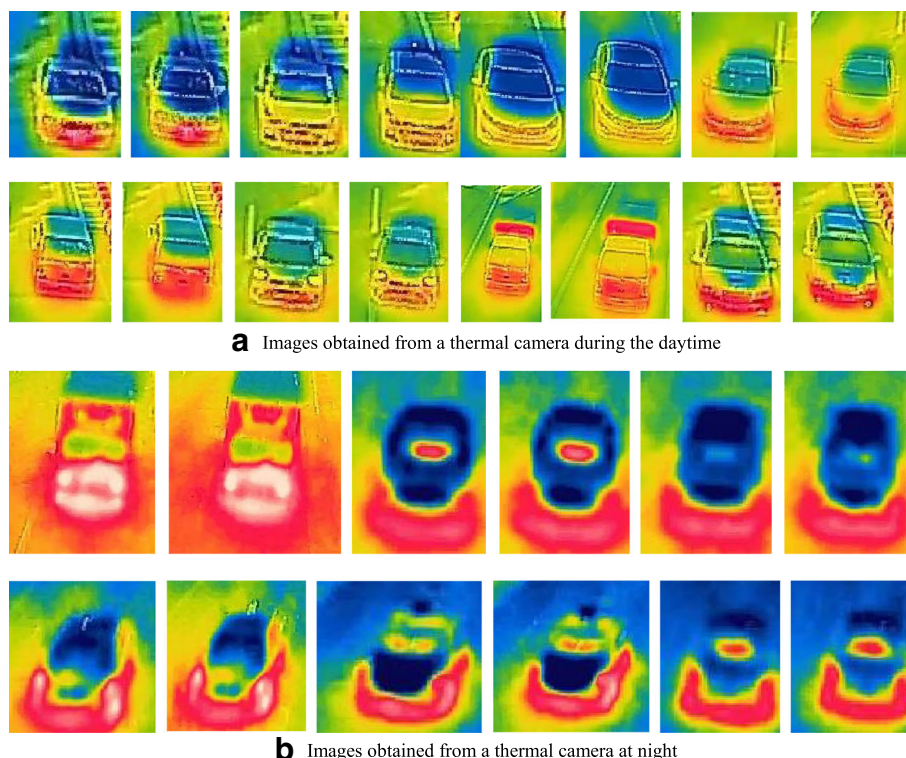 a Images obtained from a thermal camera during the daytime
b Images obtained from a thermal camera at night